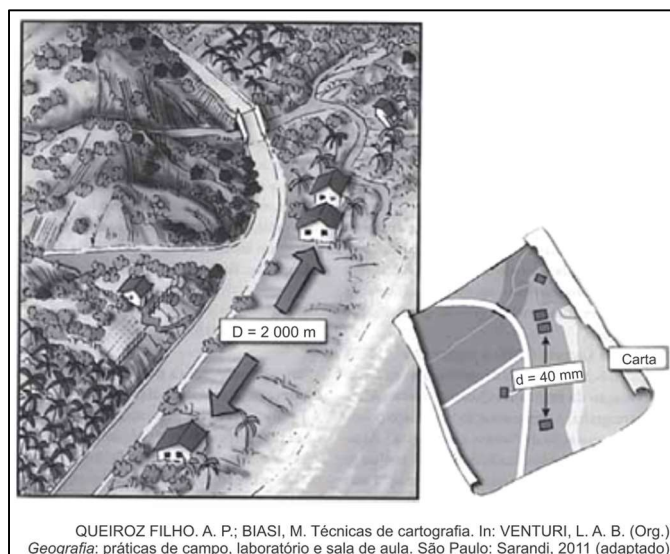 D = 2 000 m
Carta
d = 40 mm
QUEIROZ FILHO. A. P.; BIASI, M. Técnicas de cartografia. In: VENTURI, L. A. B. (Org.)
Geografia: práticas de campo, laboratório e sala de aula. São Paulo: Sarandi, 2011 (adaptado)